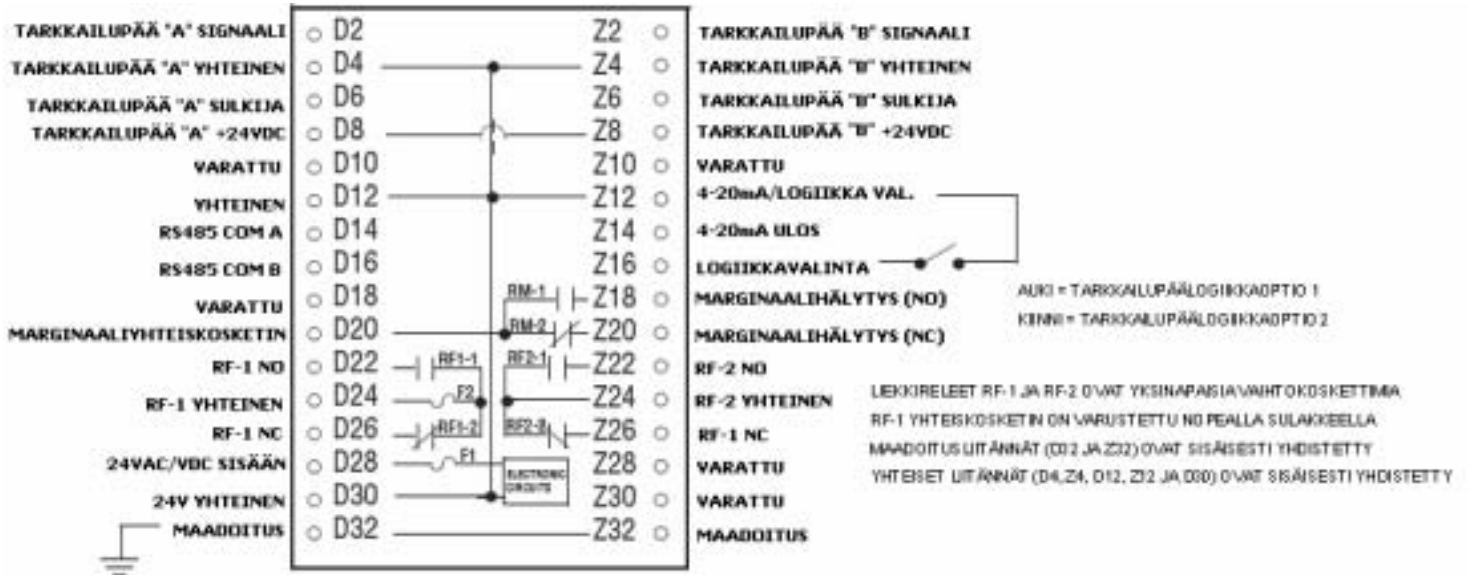 TARKKAILUPÄÄ "A" SIGNAALI D2 Z2 TARKKAILUPÄÄ "B" SIGNAALI
TARKKAILUPÄÄ "A" YHTEINEN D4 Z4 TARKKAILUPÄÄ "B" YHTEINEN
TARKKAILUPÄÄ "A" SULKIJA D6 Z6 TARKKAILUPÄÄ "B" SULKIJA
TARKKAILUPÄÄ "A" +24VDC D8 Z8 TARKKAILUPÄÄ "B" +24VDC
VARATTU D10 Z10 VARATTU
YHTEINEN D12 Z12 4-20mA/LOGIIKKA VAL.
RS485 COM A D14 Z14 4-20mA ULOS
RS485 COM B D16 Z16 LOGIIKKAVALINTA
VARATTU D18 RM-1 Z18 MARGINAALIHÄLYTYS (NO)
AUKI = TARKKAILUPÄÄLOGIIKKAOPTIO 1
MARGINAALIYHTEISKOSKETIN D20 RM-2 Z20 MARGINAALIHÄLYTYS (NC)
KIINNI = TARKKAILUPÄÄLOGIIKKAOPTIO 2
RF-1 NO D22 RF1-1 RF2-1 Z22 RF-2 NO
RF-1 YHTEINEN D24 F2 Z24 RF-2 YHTEINEN
RF-1 NC D26 RF1-2 Z26 RF-1 NC
24VAC/VDC SISÄÄN D28 F1 Z28 VARATTU
ELECTRONIC
CIRCUITS
24V YHTEINEN D30 Z30 VARATTU
MAADOITUS D32 Z32 MAADOITUS
LIEKKIRELEET RF-1 JA RF-2 OVAT YKSINAPAISIA VAIHTOKOSKETTIMIA
RF-1 YHTEISKOSKETIN ON VARUSTETTU NOPEALLA SULAKKEELLA
MAADOITUSLIITÄNNÄT (D32 JA Z32) OVAT SISÄISESTI YHDISTETTY
YHTEISET LIITÄNNÄT (D4, Z4, D12, Z12 JA D30) OVAT SISÄISESTI YHDISTETTY